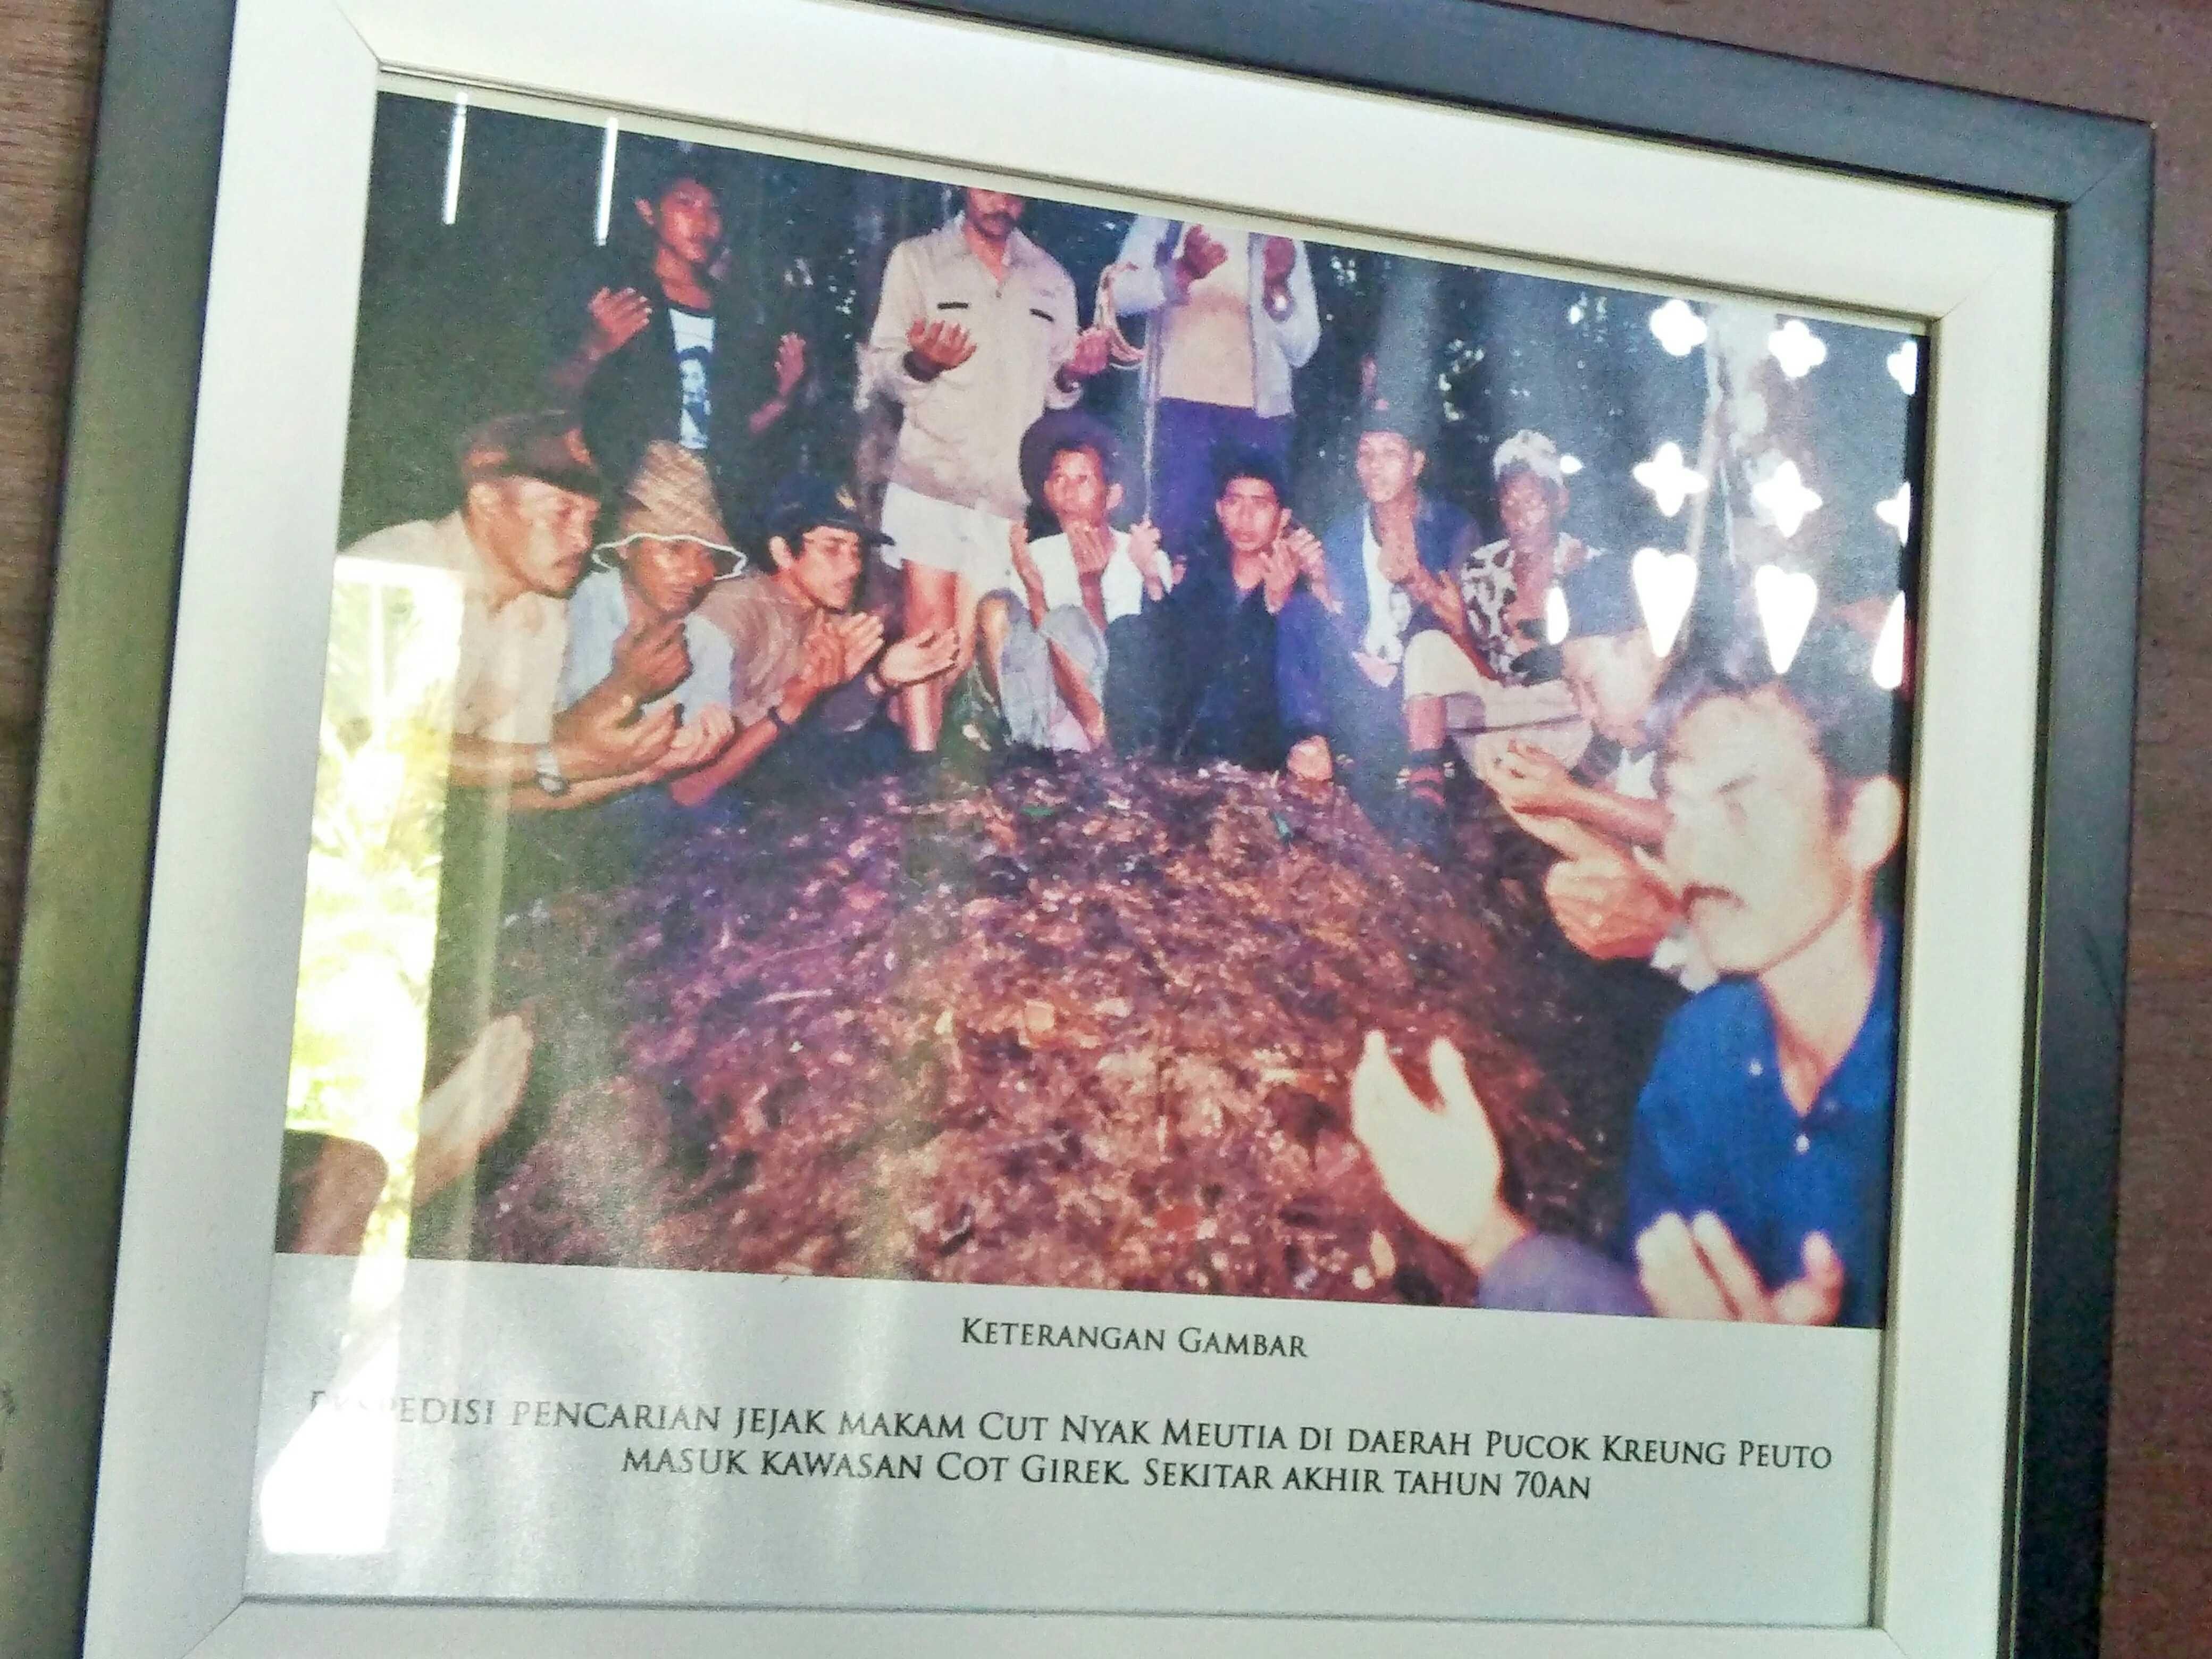 KETERANGAN GAMBAR
EKSPEDISI PENCARIAN JEJAK MAKAM CUT NYAK MEUTIA DI DAERAH PUCOK KREUNG PEUTO
MASUK KAWASAN COT GIREK. SEKITAR AKHIR TAHUN 70AN